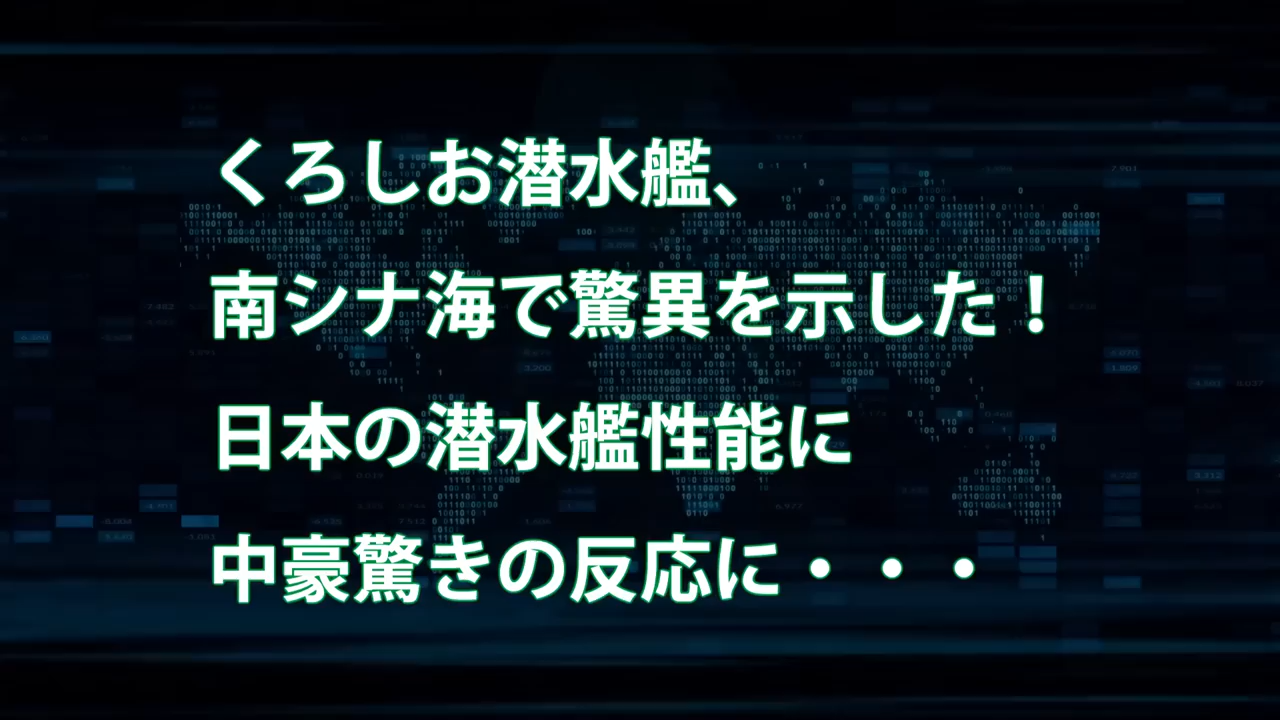 くろしお潜水艦、
南シナ海で驚異を示した！
日本の潜水艦性能に
中豪驚きの反応に・・・